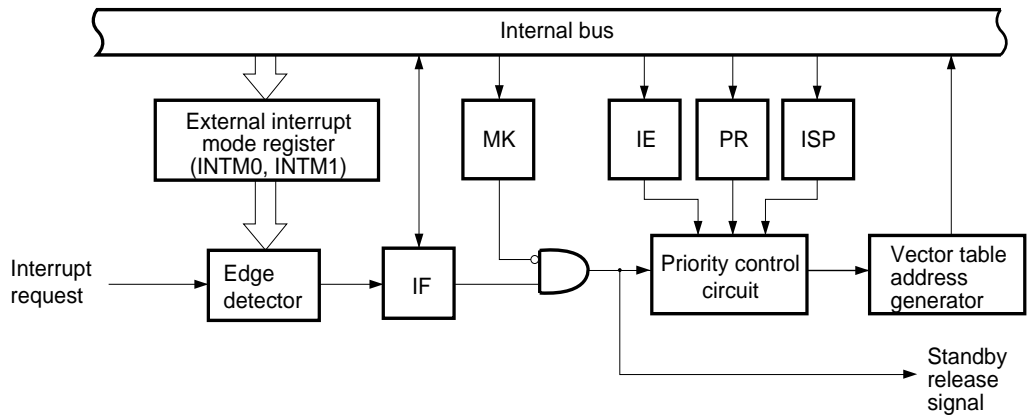 Internal bus
External interrupt
mode register
(INTM0, INTM1)
MK
IE
PR
ISP
Interrupt
request
Edge
detector
IF
Priority control
circuit
Vector table
address
generator
Standby
release
signal